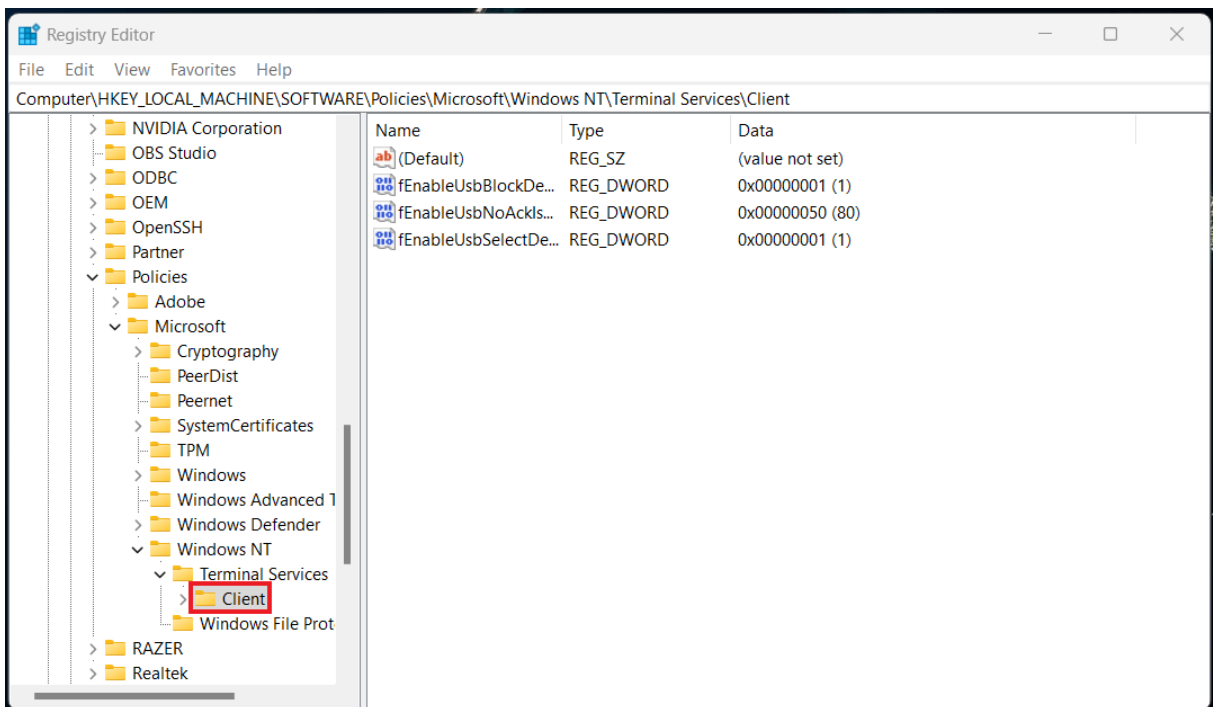 Registry Editor
File Edit View Favorites Help
Computer\HKEY_LOCAL_MACHINE\SOFTWARE\Policies\Microsoft\Windows NT\Terminal Services\Client
NVIDIA Corporation
OBS Studio
ODBC
OEM
OpenSSH
Partner
Policies
Adobe
Microsoft
Cryptography
PeerDist
Peernet
SystemCertificates
TPM
Windows
Windows Advanced T
Windows Defender
Windows NT
Terminal Services
Client
Windows File Prot
RAZER
Realtek
Name Type Data
(Default) REG_SZ (value not set)
fEnableUsbBlockDe... REG_DWORD 0x00000001 (1)
fEnableUsbNoAckIs... REG_DWORD 0x00000050 (80)
fEnableUsbSelectDe... REG_DWORD 0x00000001 (1)